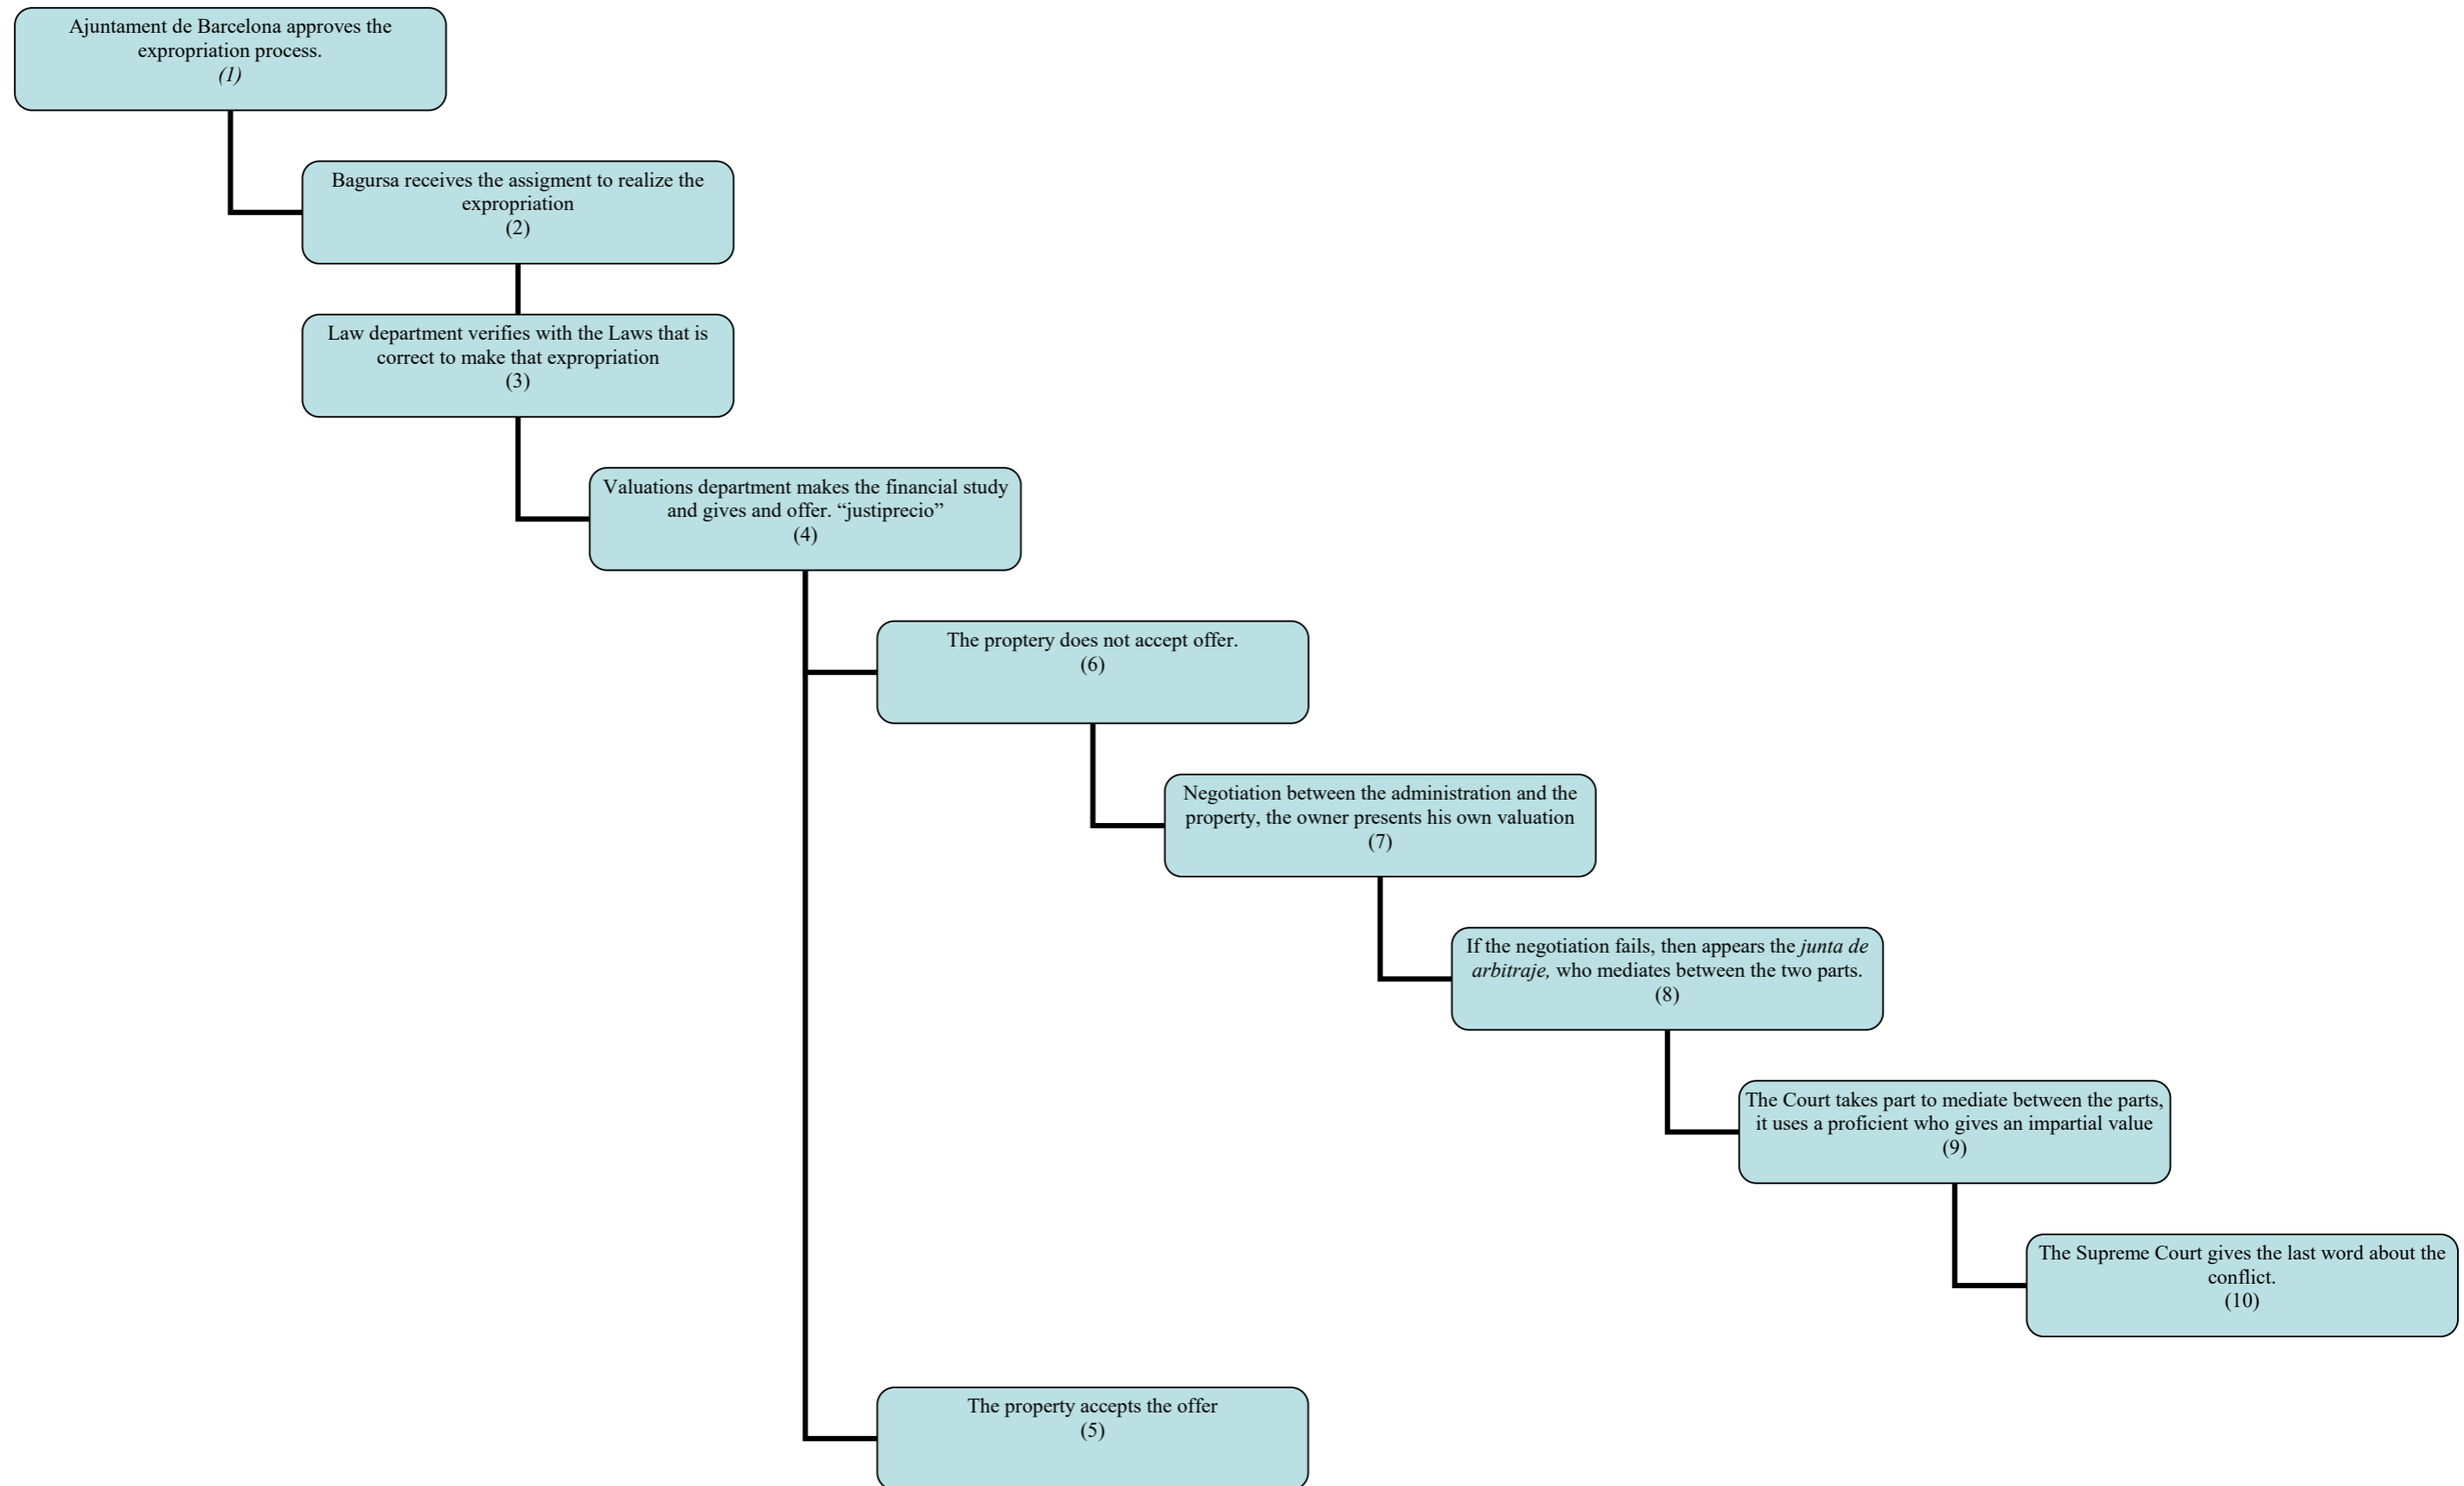 Ajuntament de Barcelona approves the
expropriation process.
(1)
Bagursa receives the assigment to realize the
expropriation
(2)
Law department verifies with the Laws that is
correct to make that expropriation
(3)
Valuations department makes the financial study
and gives and offer. “justiprecio”
(4)
The proptery does not accept offer.
(6)
Negotiation between the administration and the
property, the owner presents his own valuation
(7)
If the negotiation fails, then appears the junta de
arbitraje, who mediates between the two parts.
(8)
The Court takes part to mediate between the parts,
it uses a proficient who gives an impartial value
(9)
The Supreme Court gives the last word about the
conflict.
(10)
The property accepts the offer
(5)